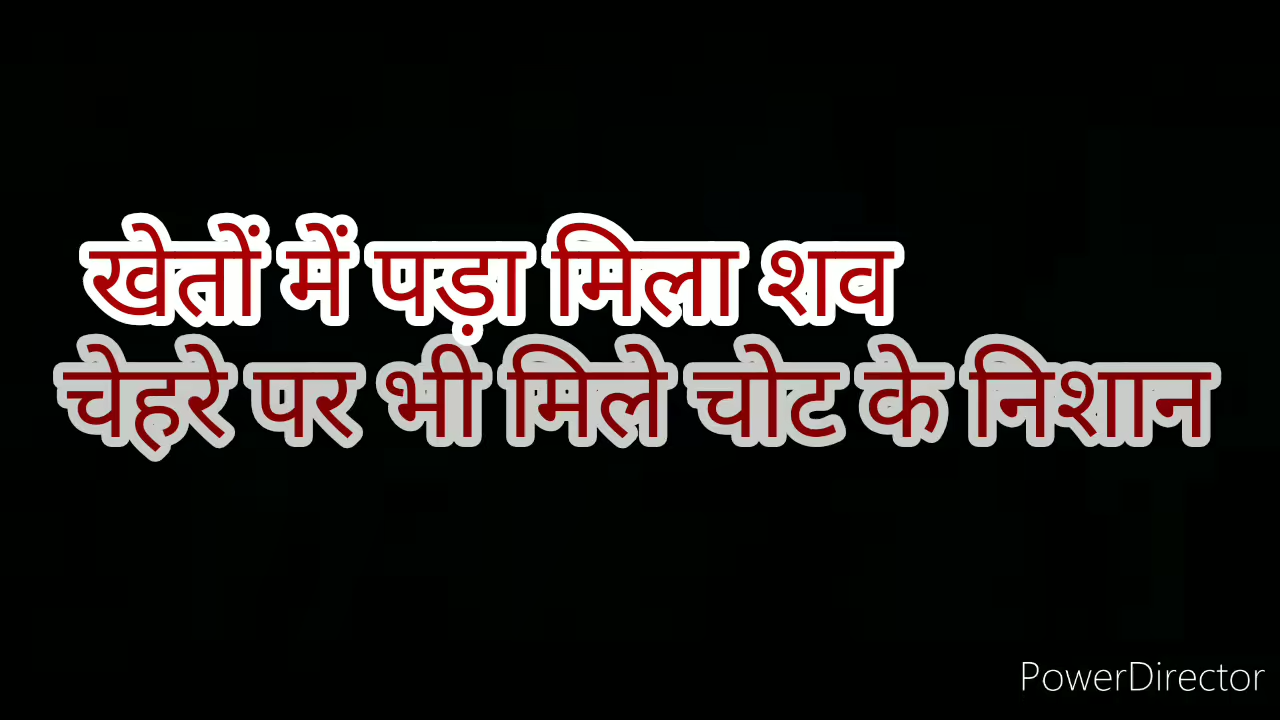 खेतों में पड़ा मिला शव
चेहरे पर भी मिले चोट के निशान
PowerDirector